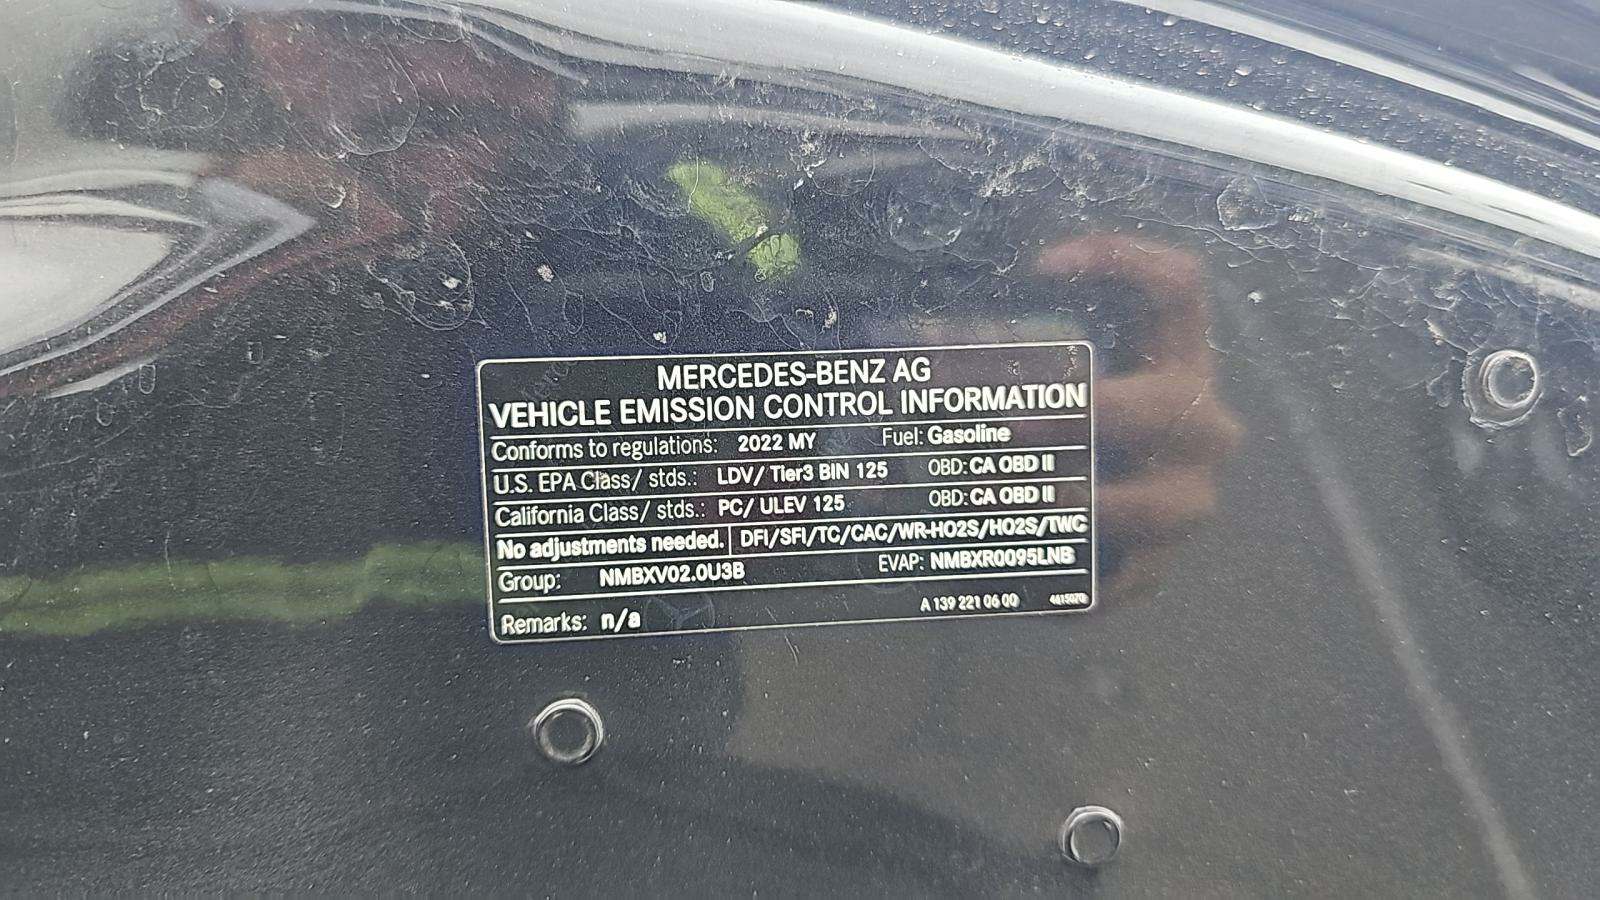 MERCEDES-BENZ AG
VEHICLE EMISSION CONTROL INFORMATION
Conforms to regulations: 2022 MY Fuel: Gasoline
U.S. EPA Class/ stds.: LDV/ Tier3 BIN 125 OBD: CA OBD II
California Class/ stds.: PC/ ULEV 125 OBD: CA OBD II
No adjustments needed. DFI/SFI/TC/CAC/WR-HO2S/HO2S/TWC
Group: NMBXV02.0U3B EVAP: NMBXR0095LNB
Remarks: n/a A 139 221 06 00